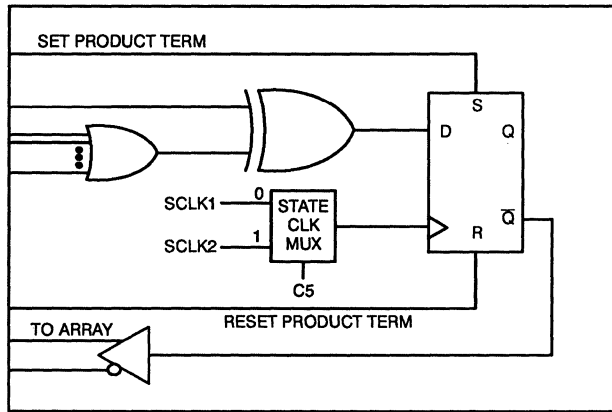 SET PRODUCT TERM
S
D Q
SCLK1 0
STATE
CLK
MUX
SCLK2 1
R Q
C5
RESET PRODUCT TERM
TO ARRAY